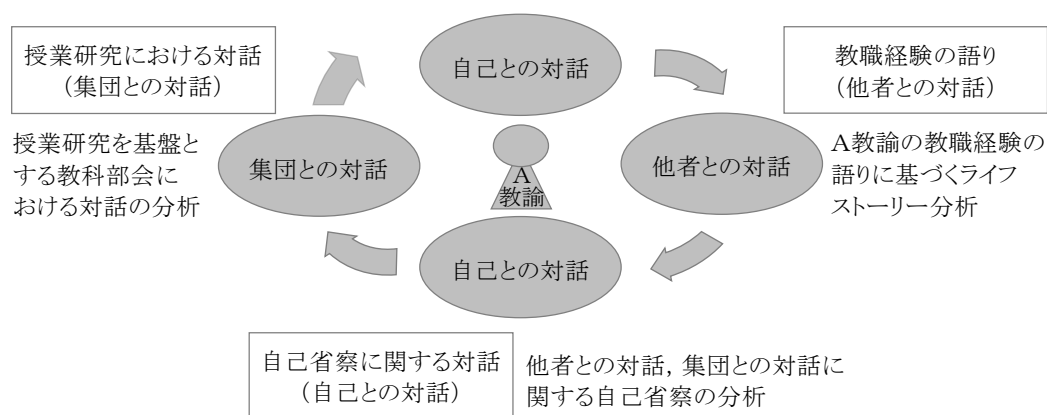 授業研究における対話
（集団との対話）
自己との対話
教職経験の語り
（他者との対話）
授業研究を基盤と
する教科部会に
おける対話の分析
集団との対話
A
教諭
他者との対話
A教諭の教職経験の
語りに基づくライフ
ストーリー分析
自己との対話
自己省察に関する対話
（自己との対話）
他者との対話, 集団との対話に
関する自己省察の分析